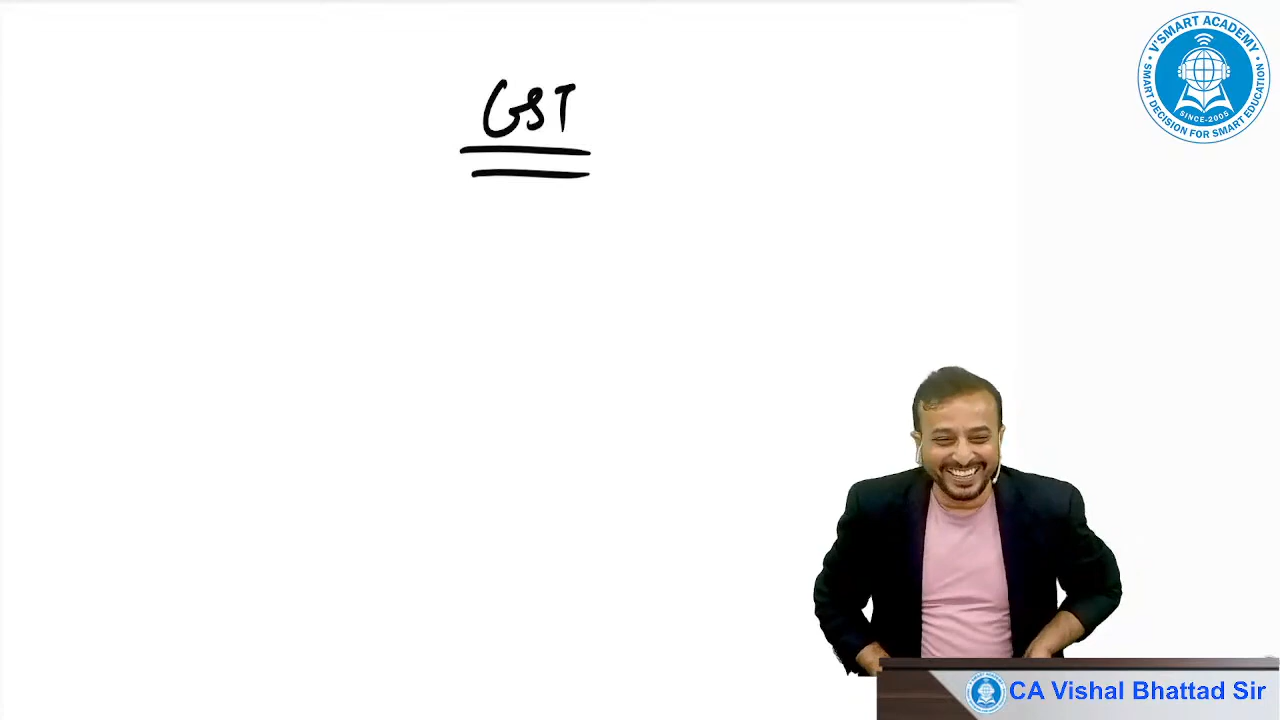 GST
V'SMART ACADEMY
SMART DECISION FOR SMART EDUCATION
SINCE-2005
CA Vishal Bhattad Sir